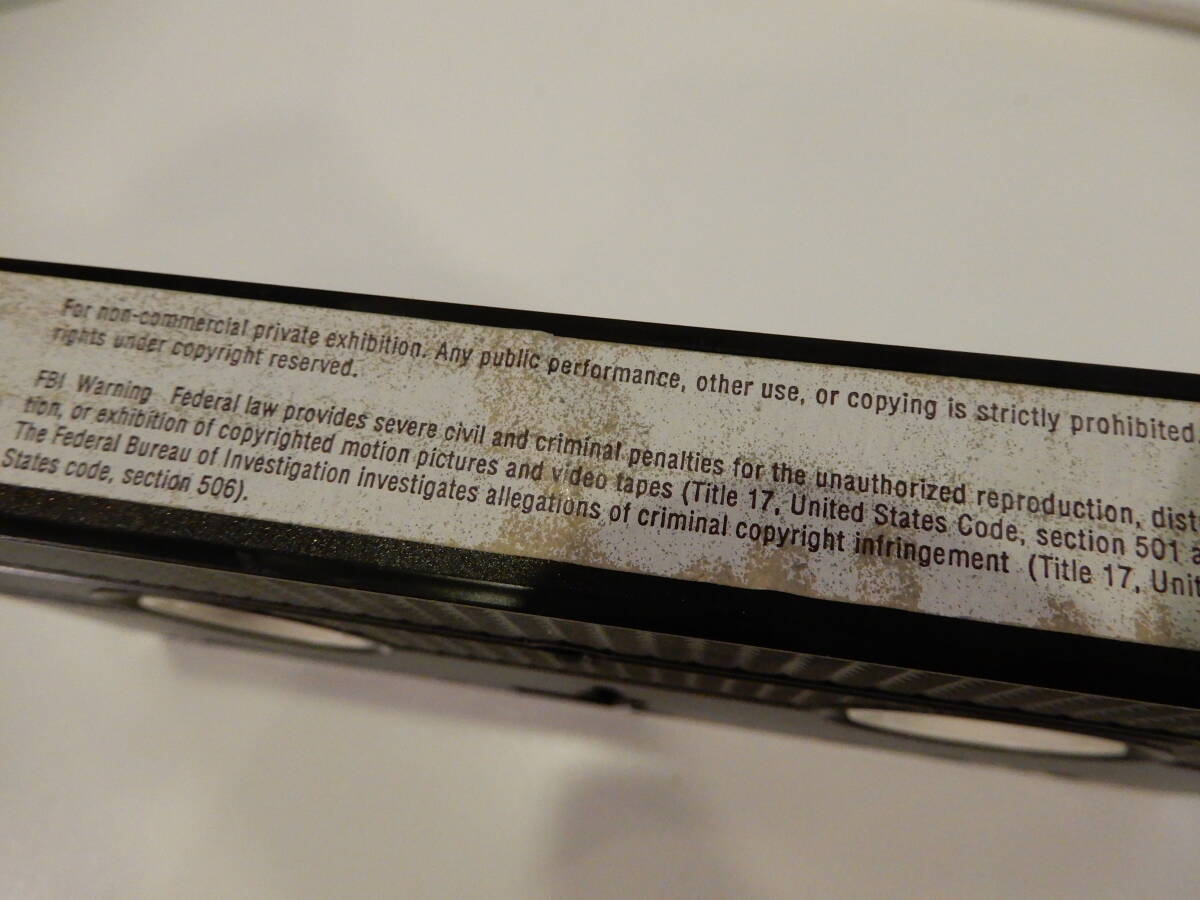 For non-commercial private exhibition. Any public performance, other use, or copying is strictly prohibited.
rights under copyright reserved.
FBI Warning Federal law provides severe civil and criminal penalties for the unauthorized reproduction, dist
tion, or exhibition of copyrighted motion pictures and video tapes (Title 17, United States Code, section 501 a
The Federal Bureau of Investigation investigates allegations of criminal copyright infringement (Title 17, Unit
States code, section 506).